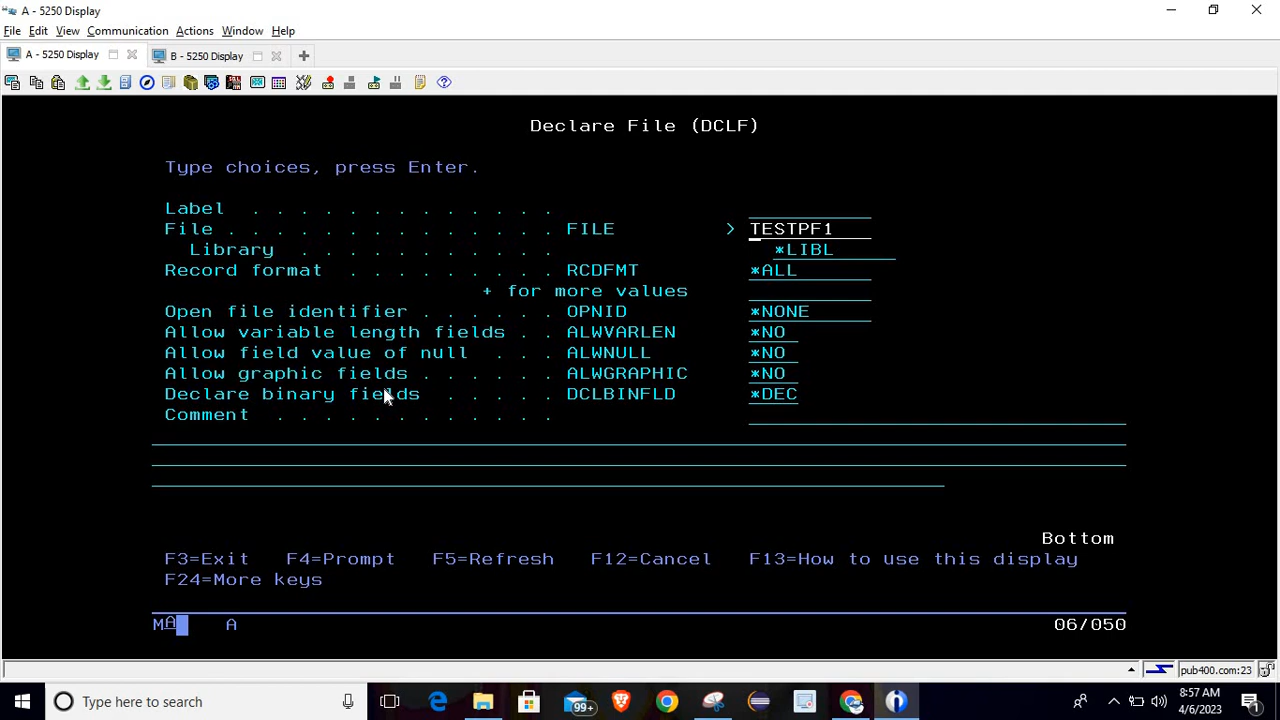 A - 5250 Display
File Edit View Communication Actions Window Help
A - 5250 Display B - 5250 Display
Declare File (DCLF)
Type choices, press Enter.
Label . . . . . . . . . . . . .
File . . . . . . . . . . . . . . FILE > TESTPF1
Library . . . . . . . . . . . *LIBL
Record format . . . . . . . . . RCDFMT *ALL
+ for more values
Open file identifier . . . . . . OPNID *NONE
Allow variable length fields . . ALWVARLEN *NO
Allow field value of null . . . ALWNULL *NO
Allow graphic fields . . . . . . ALWGRAPHIC *NO
Declare binary fields . . . . . DCLBINFLD *DEC
Comment . . . . . . . . . . . .
Bottom
F3=Exit F4=Prompt F5=Refresh F12=Cancel F13=How to use this display
F24=More keys
MA A 06/050
pub400.com:23
Type here to search 99+ 8:57 AM
4/6/2023 1